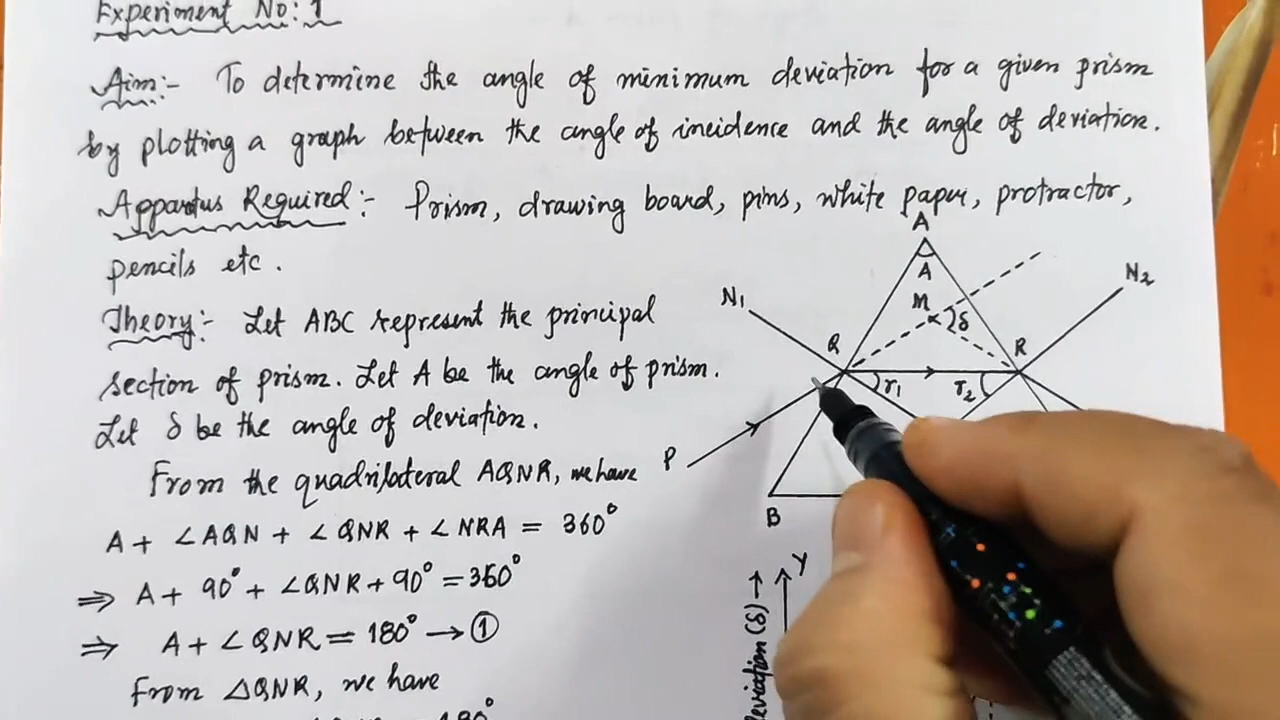 Experiment No: 1
Aim:- To determine the angle of minimum deviation for a given prism
by plotting a graph between the angle of incidence and the angle of deviation.
Apparatus Required:- Prism, drawing board, pins, white paper, protractor,
pencils etc.
Theory:- Let ABC represent the principal
section of prism. Let A be the angle of prism.
Let δ be the angle of deviation.
From the quadrilateral AQNR, we have
A + ∠AQN + ∠QNR + ∠NRA = 360°
⇒ A + 90° + ∠QNR + 90° = 360°
⇒ A + ∠QNR = 180° → ①
From △QNR, we have
180°
A
A
M
δ
N1
N2
Q
R
r1
r2
P
B
Y
deviation (δ) →